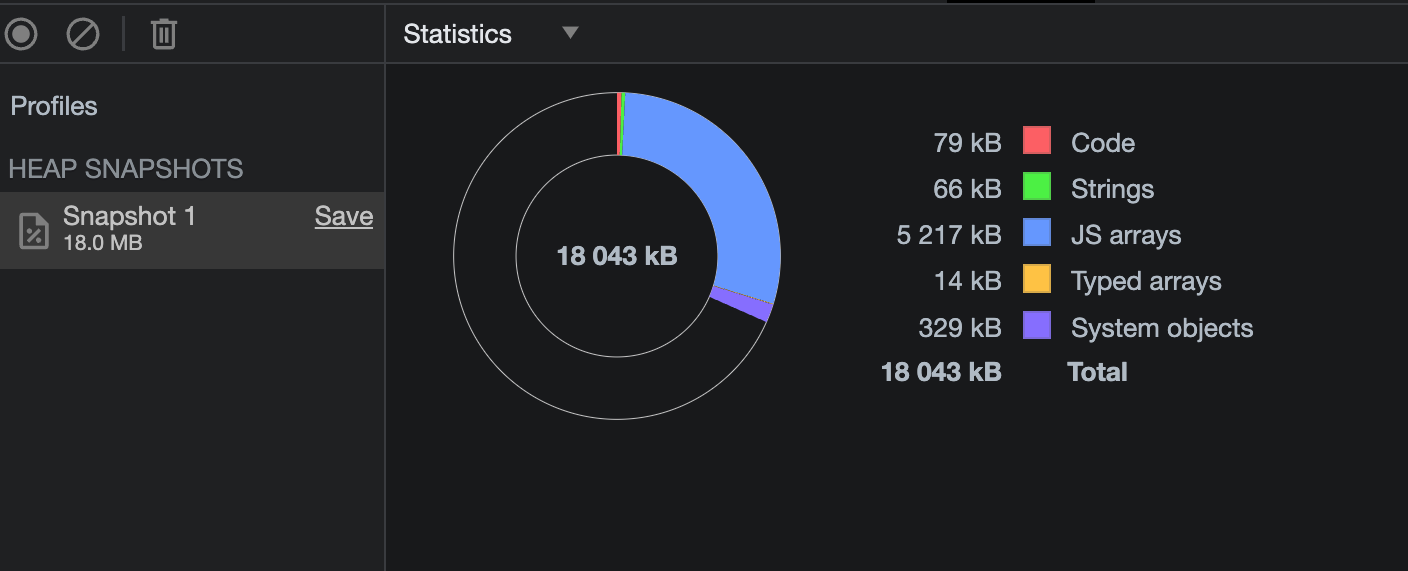 Statistics
Profiles
HEAP SNAPSHOTS
Snapshot 1
Save
18.0 MB
18 043 kB
79 kB Code
66 kB Strings
5 217 kB JS arrays
14 kB Typed arrays
329 kB System objects
18 043 kB Total